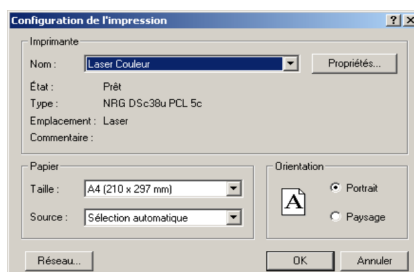 Configuration de l'impression
Imprimante
Nom : Laser Couleur Propriétés...
État : Prêt
Type : NRG DSc38u PCL 5c
Emplacement : Laser
Commentaire :
Papier
Taille : A4 (210 x 297 mm)
Source : Sélection automatique
Orientation
A
Portrait
Paysage
Réseau... OK Annuler